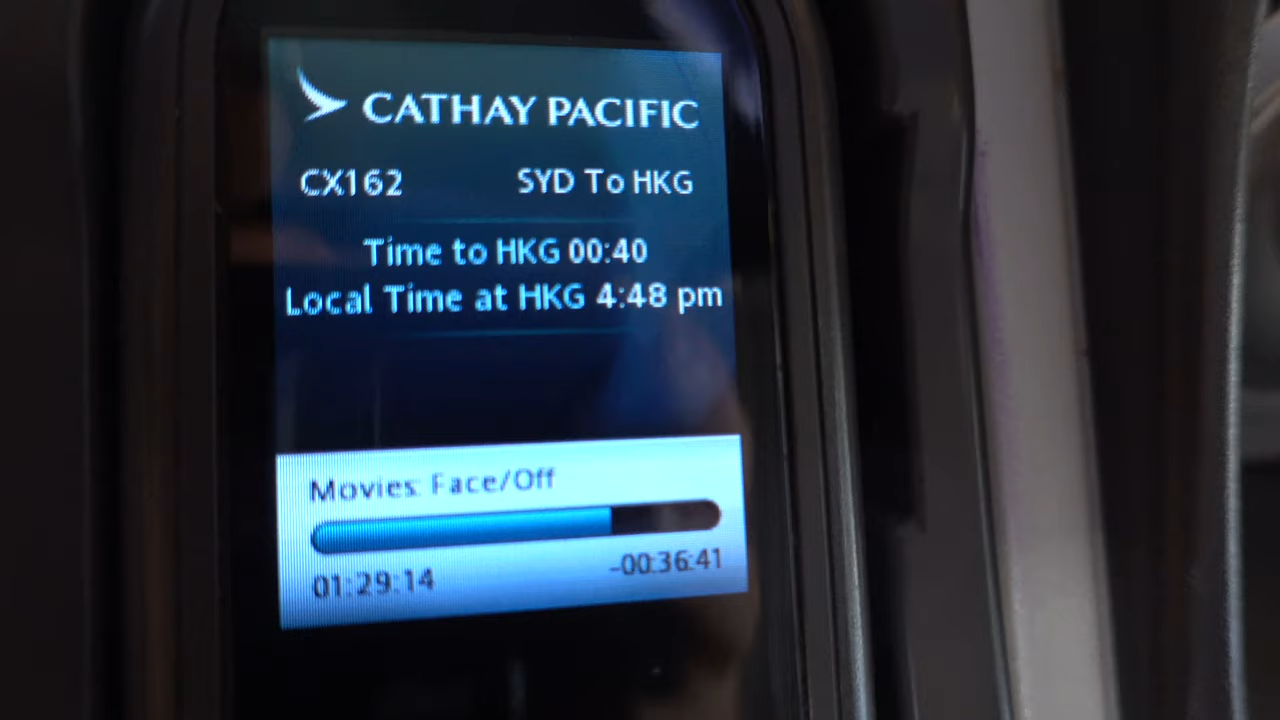 CATHAY PACIFIC
CX162 SYD To HKG
Time to HKG 00:40
Local Time at HKG 4:48 pm
Movies: Face/Off
01:29:14 -00:36:41